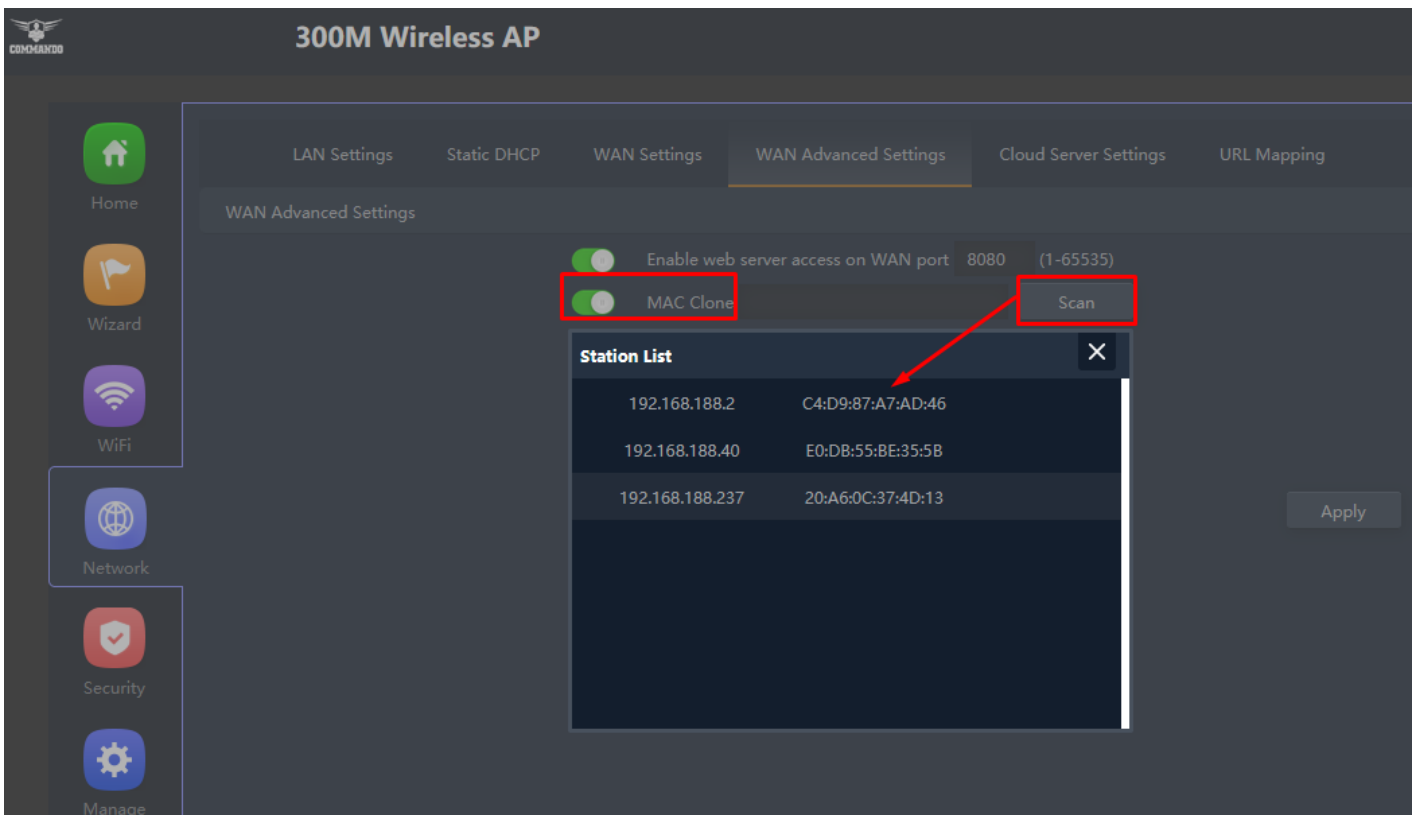 COMMANDO
300M Wireless AP
Home
LAN Settings Static DHCP WAN Settings WAN Advanced Settings Cloud Server Settings URL Mapping
WAN Advanced Settings
Enable web server access on WAN port 8080 (1-65535)
Wizard
MAC Clone Scan
Station List
192.168.188.2 C4:D9:87:A7:AD:46
WiFi
192.168.188.40 E0:DB:55:BE:35:5B
192.168.188.237 20:A6:0C:37:4D:13
Apply
Network
Security
Manage